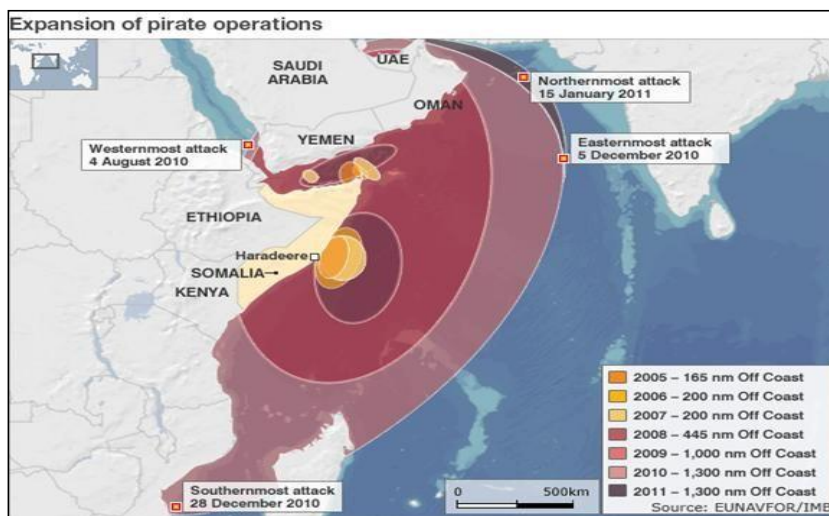 Expansion of pirate operations
SAUDI
ARABIA
UAE
OMAN
YEMEN
Northernmost attack
15 January 2011
Westernmost attack
4 August 2010
Easternmost attack
5 December 2010
ETHIOPIA
Haradeere
SOMALIA
KENYA
2005 – 165 nm Off Coast
2006 – 200 nm Off Coast
2007 – 200 nm Off Coast
2008 – 445 nm Off Coast
2009 – 1,000 nm Off Coast
2010 – 1,300 nm Off Coast
2011 – 1,300 nm Off Coast
Southernmost attack
28 December 2010
0 500km
Source: EUNAVFOR/IMB